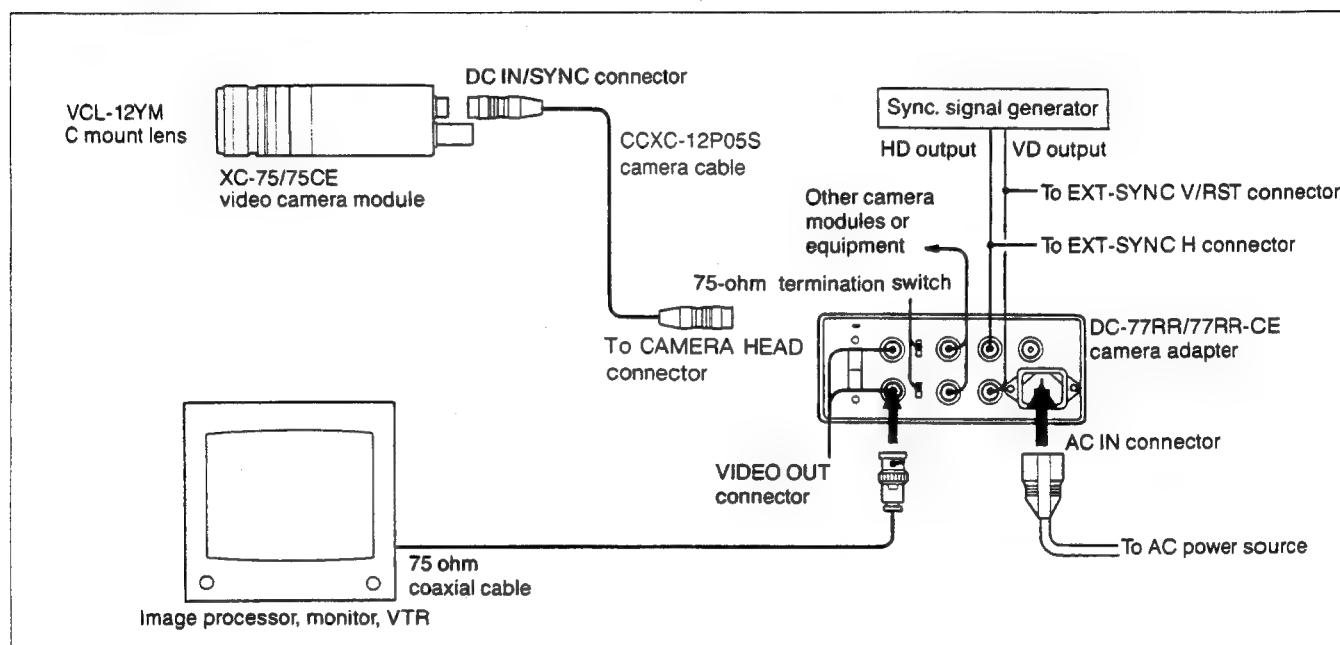 DC IN/SYNC connector
VCL-12YM
C mount lens
CCXC-12P05S
camera cable
XC-75/75CE
video camera module
Sync. signal generator
HD output
VD output
To EXT-SYNC V/RST connector
Other camera
modules or
equipment
To EXT-SYNC H connector
75-ohm termination switch
To CAMERA HEAD
connector
DC-77RR/77RR-CE
camera adapter
AC IN connector
VIDEO OUT
connector
To AC power source
75 ohm
coaxial cable
Image processor, monitor, VTR